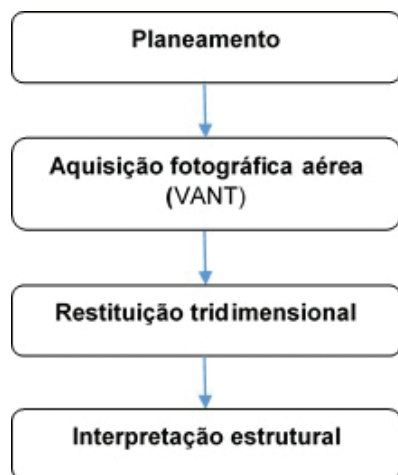 Planeamento
Aquisição fotográfica aérea
(VANT)
Restituição tridimensional
Interpretação estrutural